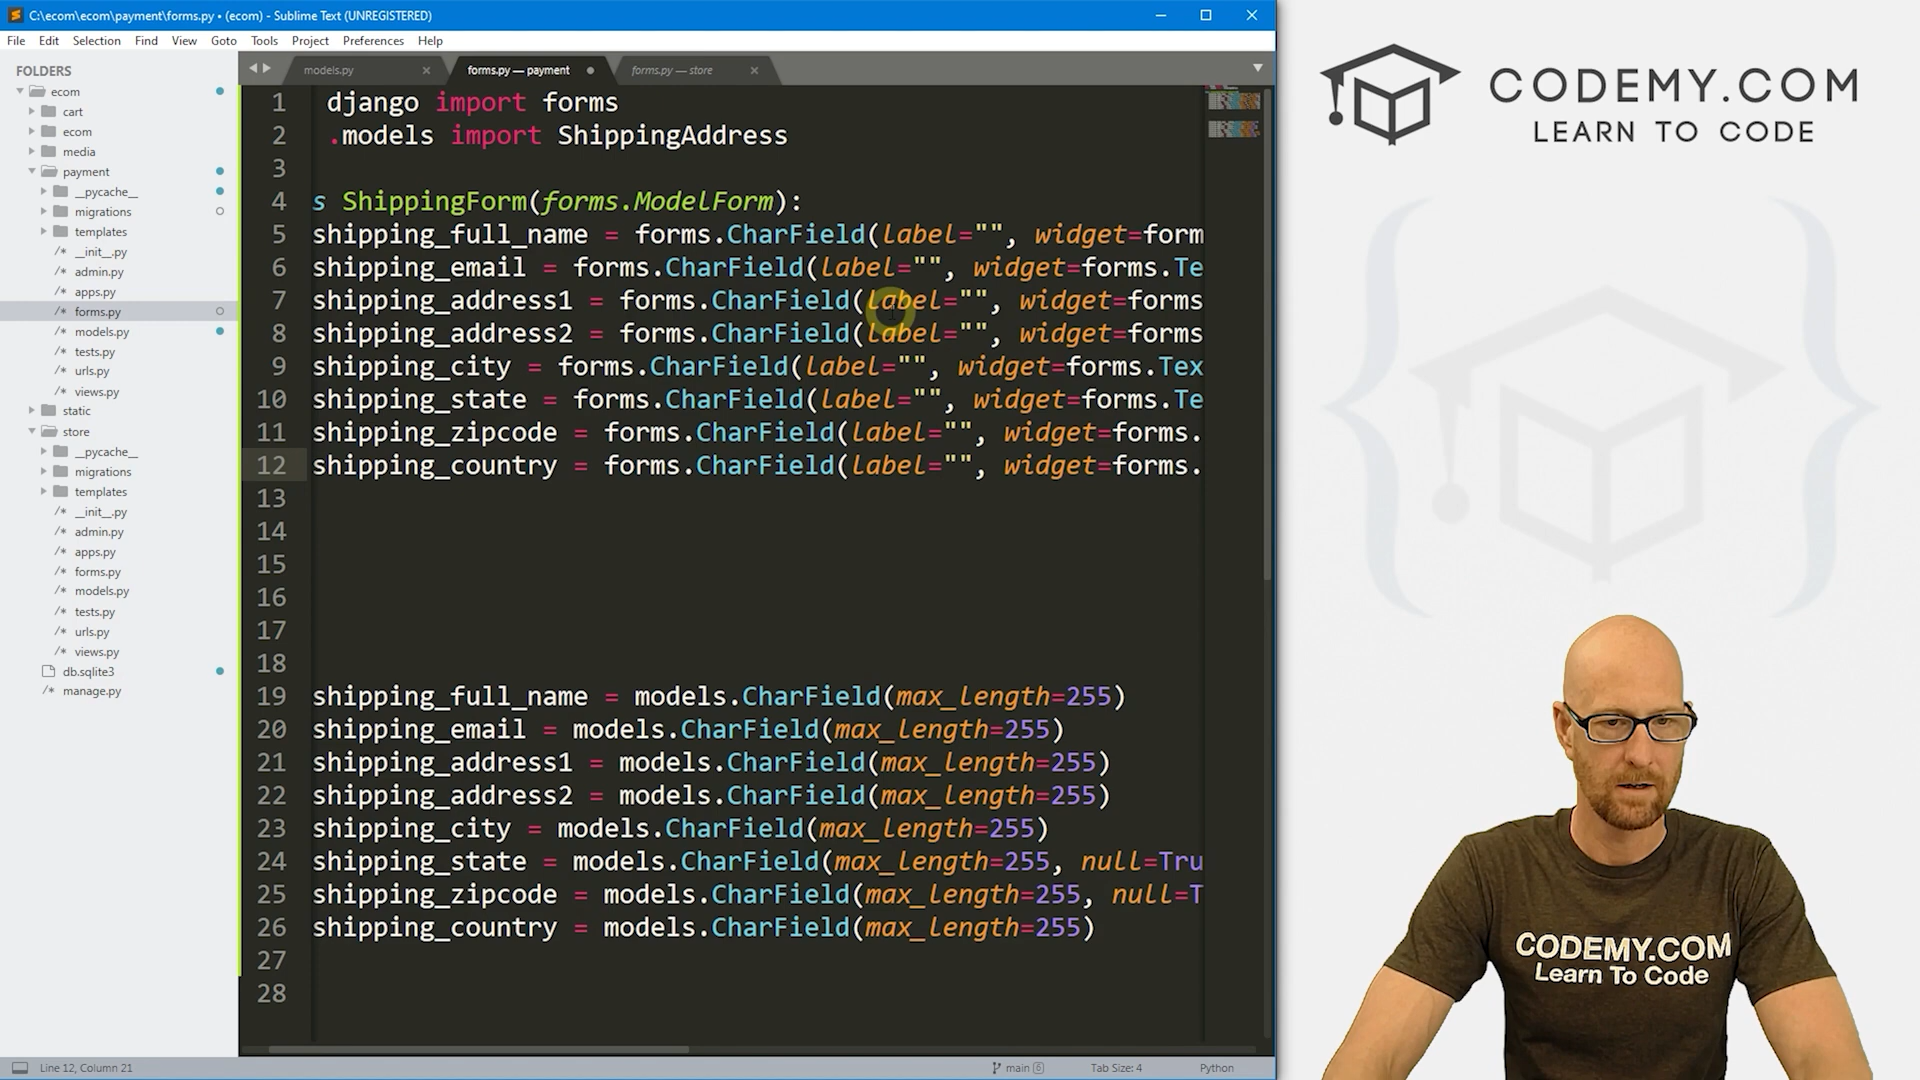 C:\ecom\ecom\payment\forms.py • (ecom) - Sublime Text (UNREGISTERED)
File Edit Selection Find View Goto Tools Project Preferences Help
FOLDERS
ecom
cart
ecom
media
payment
__pycache__
migrations
templates
__init__.py
admin.py
apps.py
forms.py
models.py
tests.py
urls.py
views.py
static
store
__pycache__
migrations
templates
__init__.py
admin.py
apps.py
forms.py
models.py
tests.py
urls.py
views.py
db.sqlite3
manage.py
models.py
forms.py — payment
forms.py — store
1 django import forms
2 .models import ShippingAddress
3
4 s ShippingForm(forms.ModelForm):
5 shipping_full_name = forms.CharField(label="", widget=form
6 shipping_email = forms.CharField(label="", widget=forms.Te
7 shipping_address1 = forms.CharField(label="", widget=forms
8 shipping_address2 = forms.CharField(label="", widget=forms
9 shipping_city = forms.CharField(label="", widget=forms.Tex
10 shipping_state = forms.CharField(label="", widget=forms.Te
11 shipping_zipcode = forms.CharField(label="", widget=forms.
12 shipping_country = forms.CharField(label="", widget=forms.
13
14
15
16
17
18
19 shipping_full_name = models.CharField(max_length=255)
20 shipping_email = models.CharField(max_length=255)
21 shipping_address1 = models.CharField(max_length=255)
22 shipping_address2 = models.CharField(max_length=255)
23 shipping_city = models.CharField(max_length=255)
24 shipping_state = models.CharField(max_length=255, null=Tru
25 shipping_zipcode = models.CharField(max_length=255, null=T
26 shipping_country = models.CharField(max_length=255)
27
28
Line 12, Column 21
main 6
Tab Size: 4
Python
CODEMY.COM
LEARN TO CODE
CODEMY.COM
Learn To Code